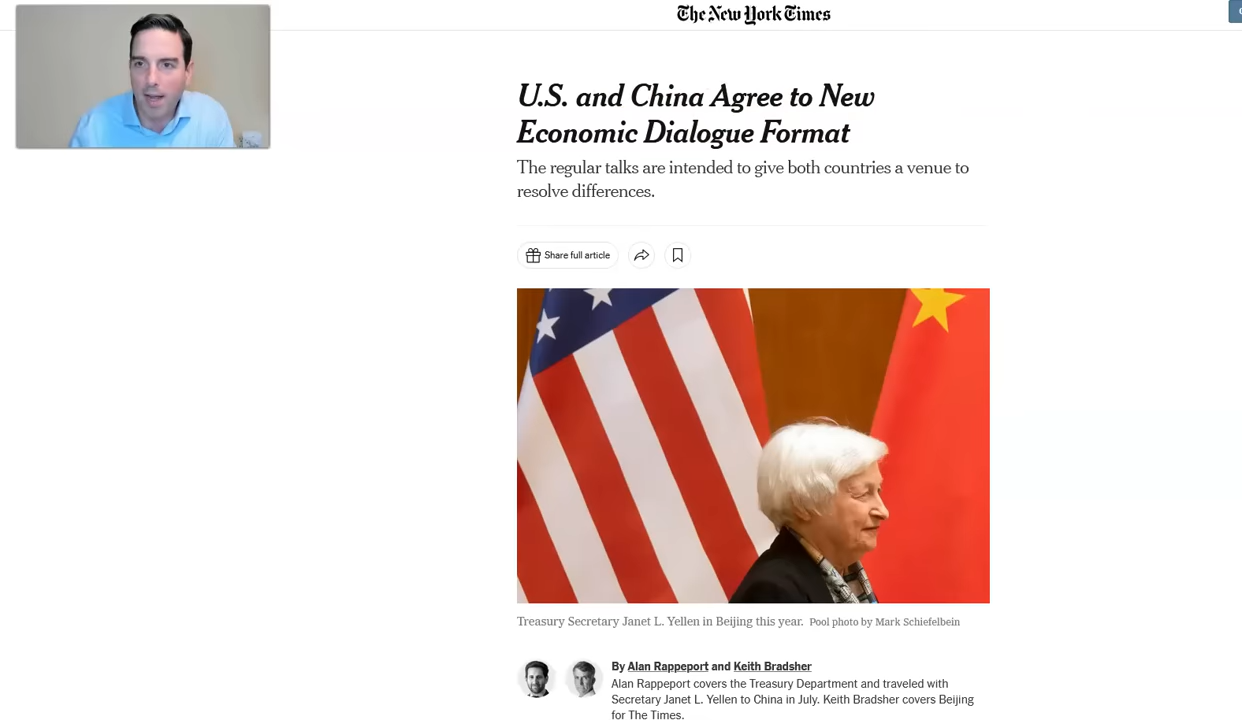 The New York Times
U.S. and China Agree to New
Economic Dialogue Format
The regular talks are intended to give both countries a venue to
resolve differences.
Share full article
Treasury Secretary Janet L. Yellen in Beijing this year. Pool photo by Mark Schiefelbein
By Alan Rappeport and Keith Bradsher
Alan Rappeport covers the Treasury Department and traveled with
Secretary Janet L. Yellen to China in July. Keith Bradsher covers Beijing
for The Times.